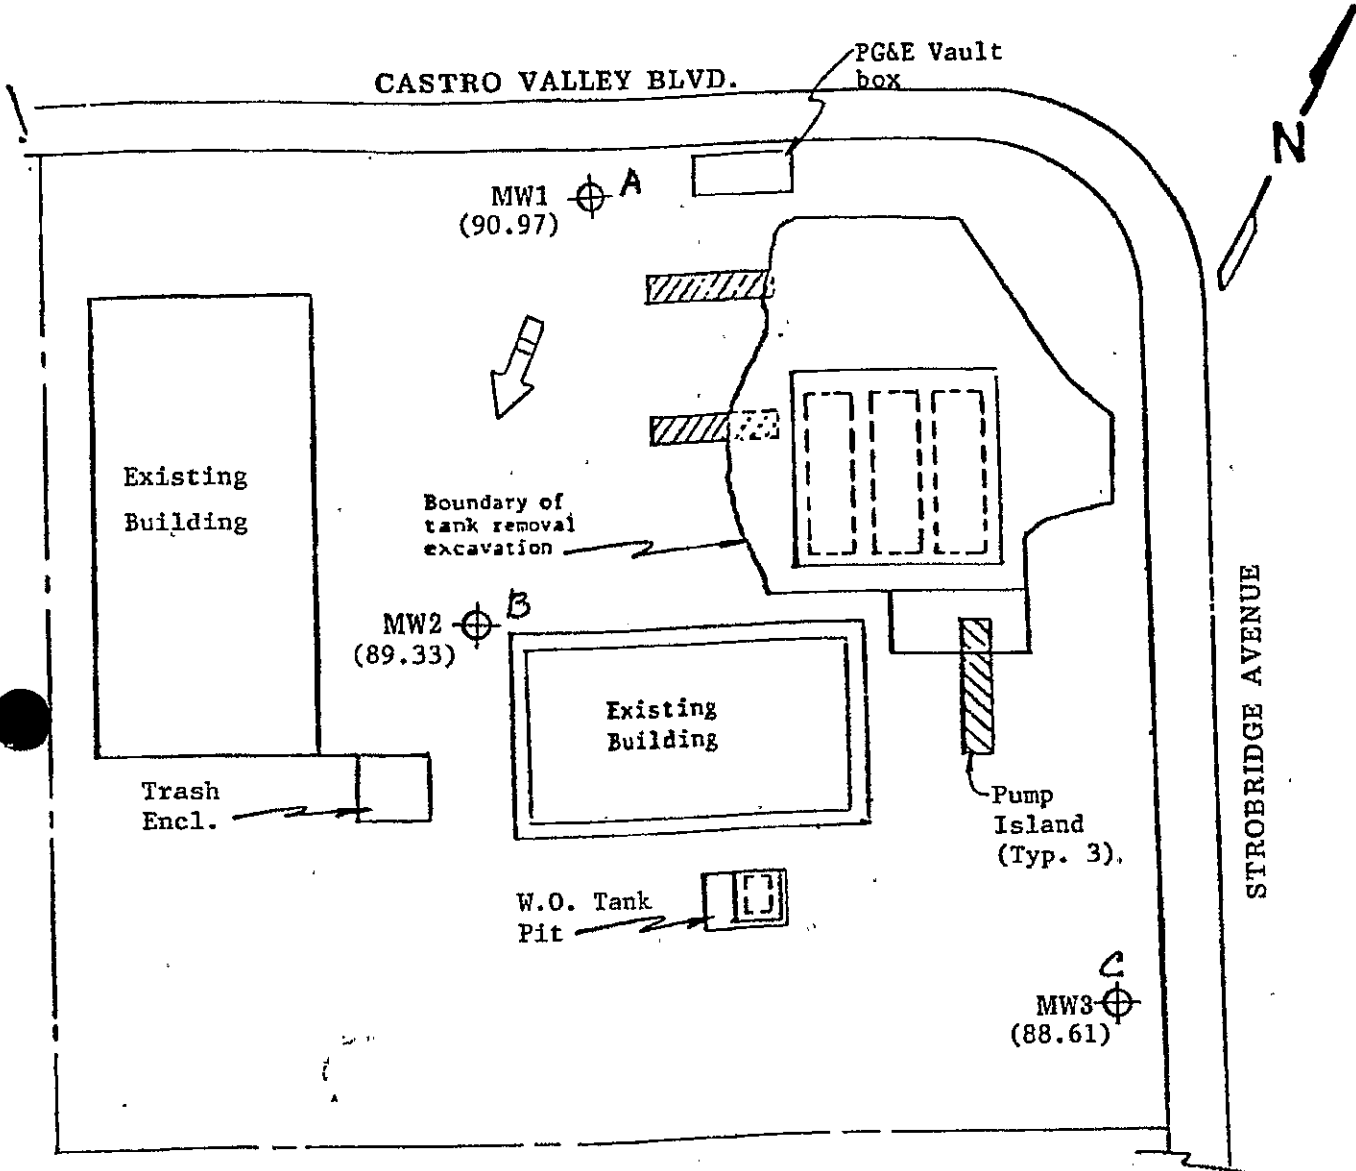 CASTRO VALLEY BLVD.
PG&E Vault
box
N
MW1
(90.97)
A
Existing
Building
Boundary of
tank removal
excavation
MW2
(89.33)
B
Existing
Building
Trash
Encl.
Pump
Island
(Typ. 3)
W.O. Tank
Pit
STROBRIDGE AVENUE
C
MW3
(88.61)